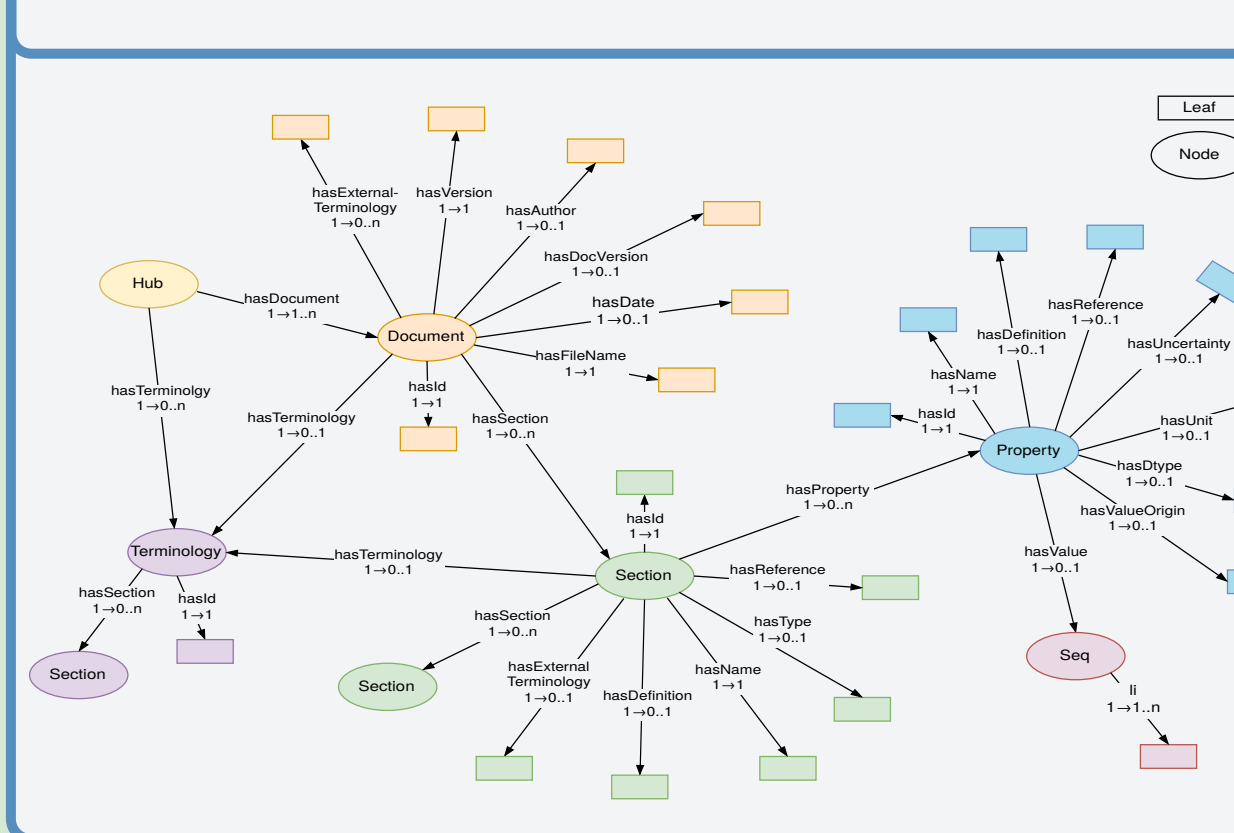 Leaf
Node
hasExternal-
Terminology
1→0..n
hasVersion
1→1
hasAuthor
1→0..1
hasDocVersion
1→0..1
hasDate
1→0..1
hasFileName
1→1
Hub
hasDocument
1→1..n
Document
hasId
1→1
hasTerminolgy
1→0..n
hasTerminology
1→0..1
hasSection
1→0..n
Terminology
hasSection
1→0..n
hasId
1→1
Section
hasTerminology
1→0..1
hasId
1→1
Section
hasProperty
1→0..n
hasReference
1→0..1
hasType
1→0..1
hasName
1→1
hasDefinition
1→0..1
hasExternal
Terminology
1→0..1
hasSection
1→0..n
Section
hasId
1→1
hasName
1→1
hasDefinition
1→0..1
hasReference
1→0..1
hasUncertainty
1→0..1
hasUnit
1→0..1
Property
hasDtype
1→0..1
hasValueOrigin
1→0..1
hasValue
1→0..1
Seq
li
1→1..n